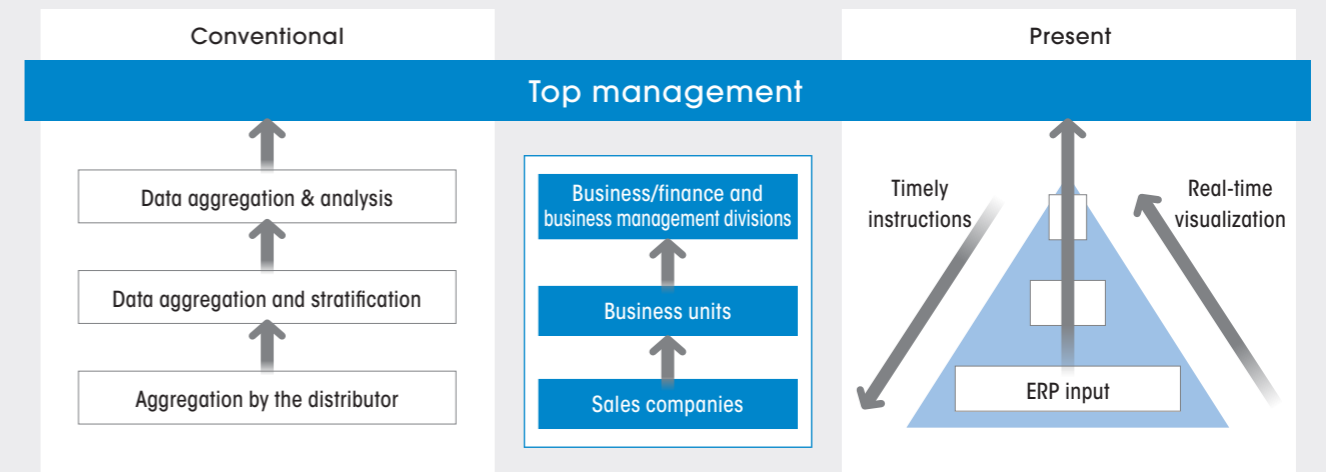 Conventional
Present
Top management
Data aggregation & analysis
Data aggregation and stratification
Aggregation by the distributor
Business/finance and
business management divisions
Business units
Sales companies
Timely
instructions
Real-time
visualization
ERP input